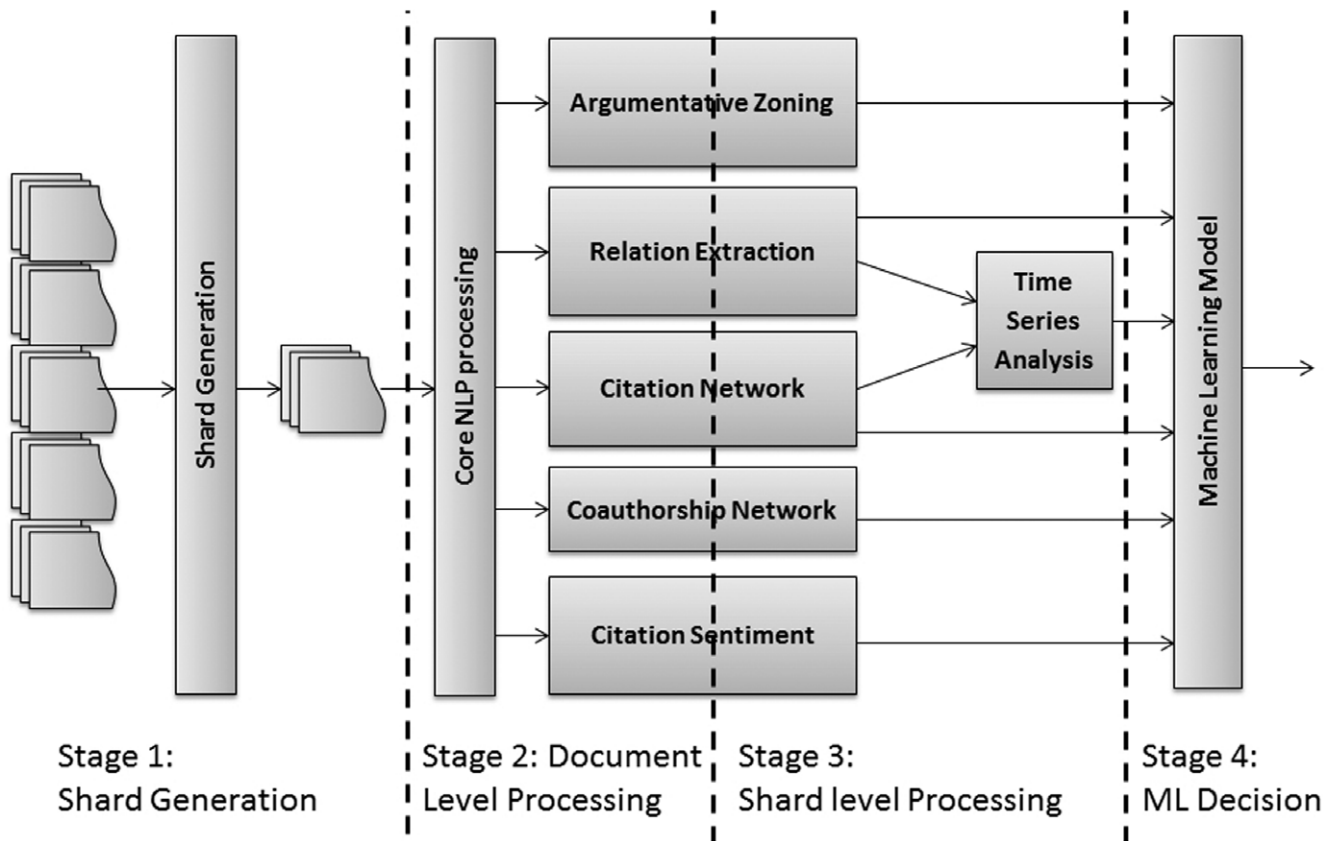 Shard Generation
Core NLP processing
Argumentative Zoning
Relation Extraction
Citation Network
Coauthorship Network
Citation Sentiment
Time
Series
Analysis
Machine Learning Model
Stage 1:
Shard Generation
Stage 2: Document
Level Processing
Stage 3:
Shard level Processing
Stage 4:
ML Decision